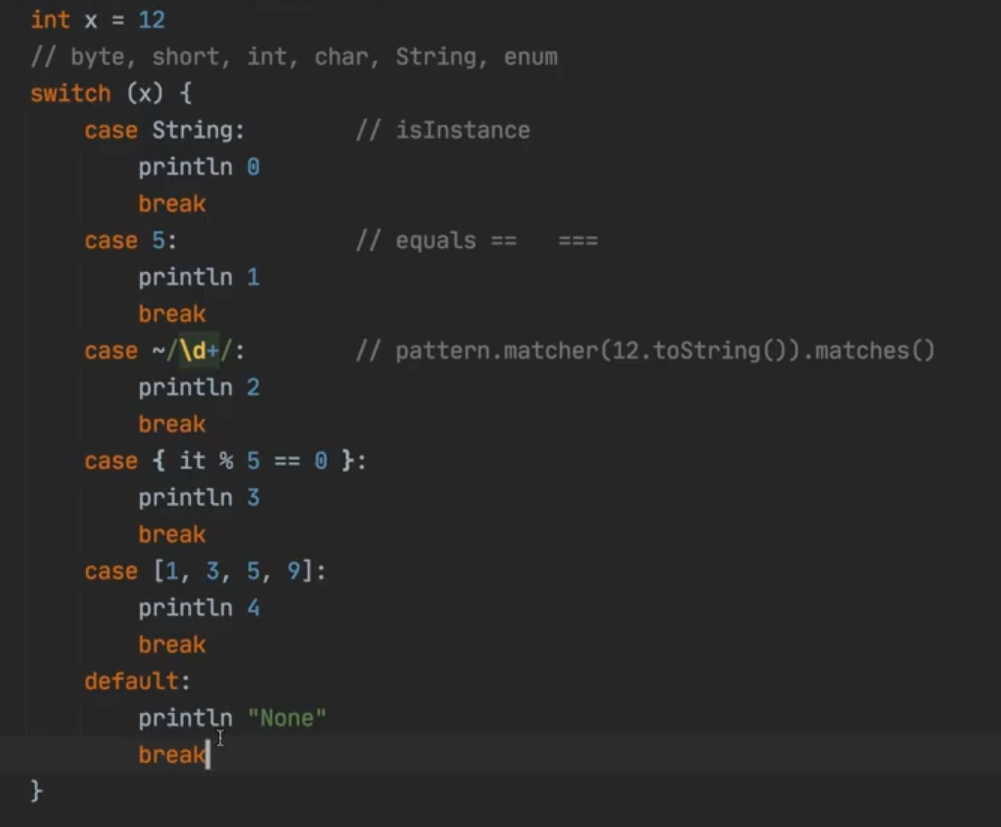 int x = 12
// byte, short, int, char, String, enum
switch (x) {
    case String:        // isInstance
        println 0
        break
    case 5:             // equals ==   ===
        println 1
        break
    case ~/\d+/:        // pattern.matcher(12.toString()).matches()
        println 2
        break
    case { it % 5 == 0 }:
        println 3
        break
    case [1, 3, 5, 9]:
        println 4
        break
    default:
        println "None"
        break
}